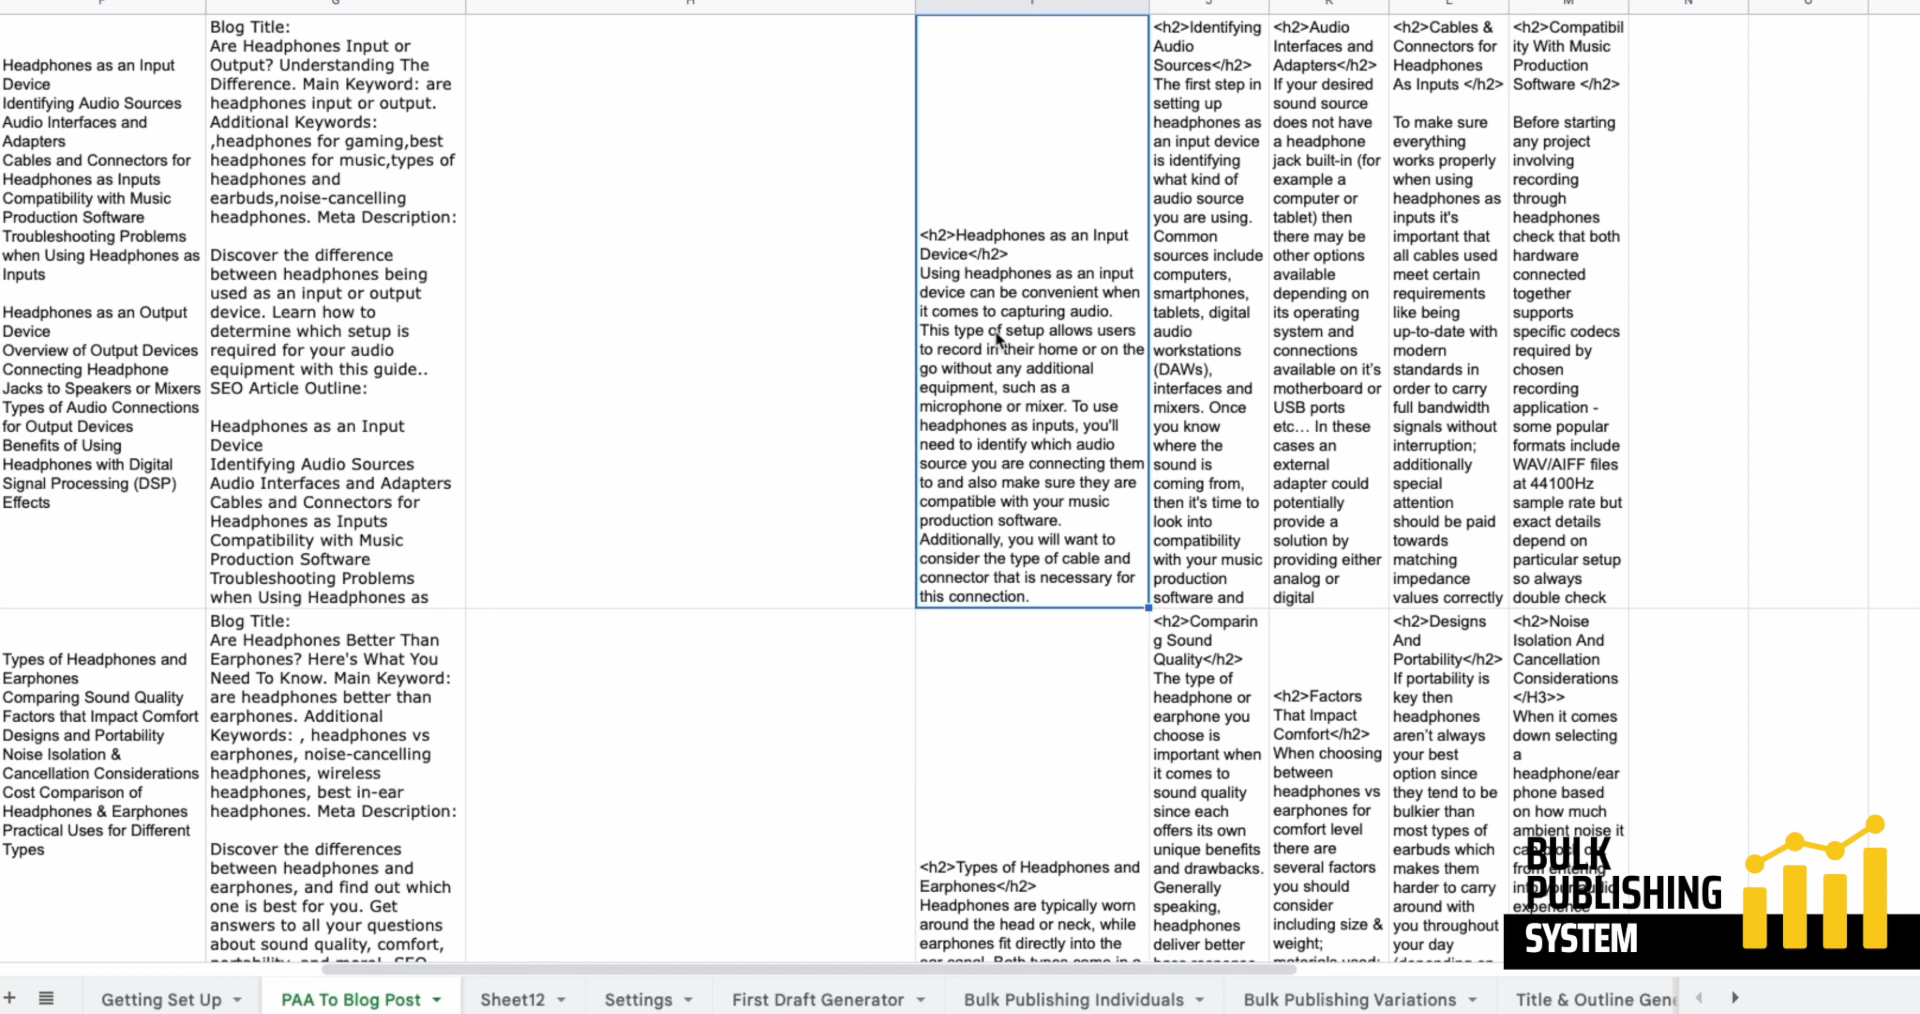 Headphones as an Input
Device
Identifying Audio Sources
Audio Interfaces and
Adapters
Cables and Connectors for
Headphones as Inputs
Compatibility with Music
Production Software
Troubleshooting Problems
when Using Headphones as
Inputs
Headphones as an Output
Device
Overview of Output Devices
Connecting Headphone
Jacks to Speakers or Mixers
Types of Audio Connections
for Output Devices
Benefits of Using
Headphones with Digital
Signal Processing (DSP)
Effects
Blog Title:
Are Headphones Input or
Output? Understanding The
Difference. Main Keyword: are
headphones input or output.
Additional Keywords:
,headphones for gaming,best
headphones for music,types of
headphones and
earbuds,noise-cancelling
headphones. Meta Description:
Discover the difference
between headphones being
used as an input or output
device. Learn how to
determine which setup is
required for your audio
equipment with this guide..
SEO Article Outline:
Headphones as an Input
Device
Identifying Audio Sources
Audio Interfaces and Adapters
Cables and Connectors for
Headphones as Inputs
Compatibility with Music
Production Software
Troubleshooting Problems
when Using Headphones as
<h2>Headphones as an Input
Device</h2>
Using headphones as an input
device can be convenient when
it comes to capturing audio.
This type of setup allows users
to record in their home or on the
go without any additional
equipment, such as a
microphone or mixer. To use
headphones as inputs, you'll
need to identify which audio
source you are connecting them
to and also make sure they are
compatible with your music
production software.
Additionally, you will want to
consider the type of cable and
connector that is necessary for
this connection.
<h2>Identifying
Audio
Sources</h2>
The first step in
setting up
headphones as
an input device
is identifying
what kind of
audio source
you are using.
Common
sources include
computers,
smartphones,
tablets, digital
audio
workstations
(DAWs),
interfaces and
mixers. Once
you know
where the
sound is
coming from,
then it's time to
look into
compatibility
with your music
production
software and
<h2>Audio
Interfaces and
Adapters</h2>
If your desired
sound source
does not have
a headphone
jack built-in (for
example a
computer or
tablet) then
there may be
other options
available
depending on
its operating
system and
connections
available on it's
motherboard or
USB ports
etc... In these
cases an
external
adapter could
potentially
provide a
solution by
providing either
analog or
digital
<h2>Cables &
Connectors for
Headphones
As Inputs </h2>
To make sure
everything
works properly
when using
headphones as
inputs it's
important that
all cables used
meet certain
requirements
like being
up-to-date with
modern
standards in
order to carry
full bandwidth
signals without
interruption;
additionally
special
attention
should be paid
towards
matching
impedance
values correctly
<h2>Compatibil
ity With Music
Production
Software </h2>
Before starting
any project
involving
recording
through
headphones
check that both
hardware
connected
together
supports
specific codecs
required by
chosen
recording
application -
some popular
formats include
WAV/AIFF files
at 44100Hz
sample rate but
exact details
depend on
particular setup
so always
double check
Types of Headphones and
Earphones
Comparing Sound Quality
Factors that Impact Comfort
Designs and Portability
Noise Isolation &
Cancellation Considerations
Cost Comparison of
Headphones & Earphones
Practical Uses for Different
Types
Blog Title:
Are Headphones Better Than
Earphones? Here's What You
Need To Know. Main Keyword:
are headphones better than
earphones. Additional
Keywords: , headphones vs
earphones, noise-cancelling
headphones, wireless
headphones, best in-ear
headphones. Meta Description:
Discover the differences
between headphones and
earphones, and find out which
one is best for you. Get
answers to all your questions
about sound quality, comfort,
<h2>Types of Headphones and
Earphones</h2>
Headphones are typically worn
around the head or neck, while
earphones fit directly into the
<h2>Comparin
g Sound
Quality</h2>
The type of
headphone or
earphone you
choose is
important when
it comes to
sound quality
since each
offers its own
unique benefits
and drawbacks.
Generally
speaking,
headphones
deliver better
<h2>Factors
That Impact
Comfort</h2>
When choosing
between
headphones vs
earphones for
comfort level
there are
several factors
you should
consider
including size &
weight;
<h2>Designs
And
Portability</h2>
If portability is
key then
headphones
aren't always
your best
option since
they tend to be
bulkier than
most types of
earbuds which
makes them
harder to carry
around with
you throughout
your day
<h2>Noise
Isolation And
Cancellation
Considerations
</H3>>
When it comes
down selecting
a
headphone/ear
phone based
on how much
ambient noise it
BULK
PUBLISHING
SYSTEM
Getting Set Up
PAA To Blog Post
Sheet12
Settings
First Draft Generator
Bulk Publishing Individuals
Bulk Publishing Variations
Title & Outline Gen